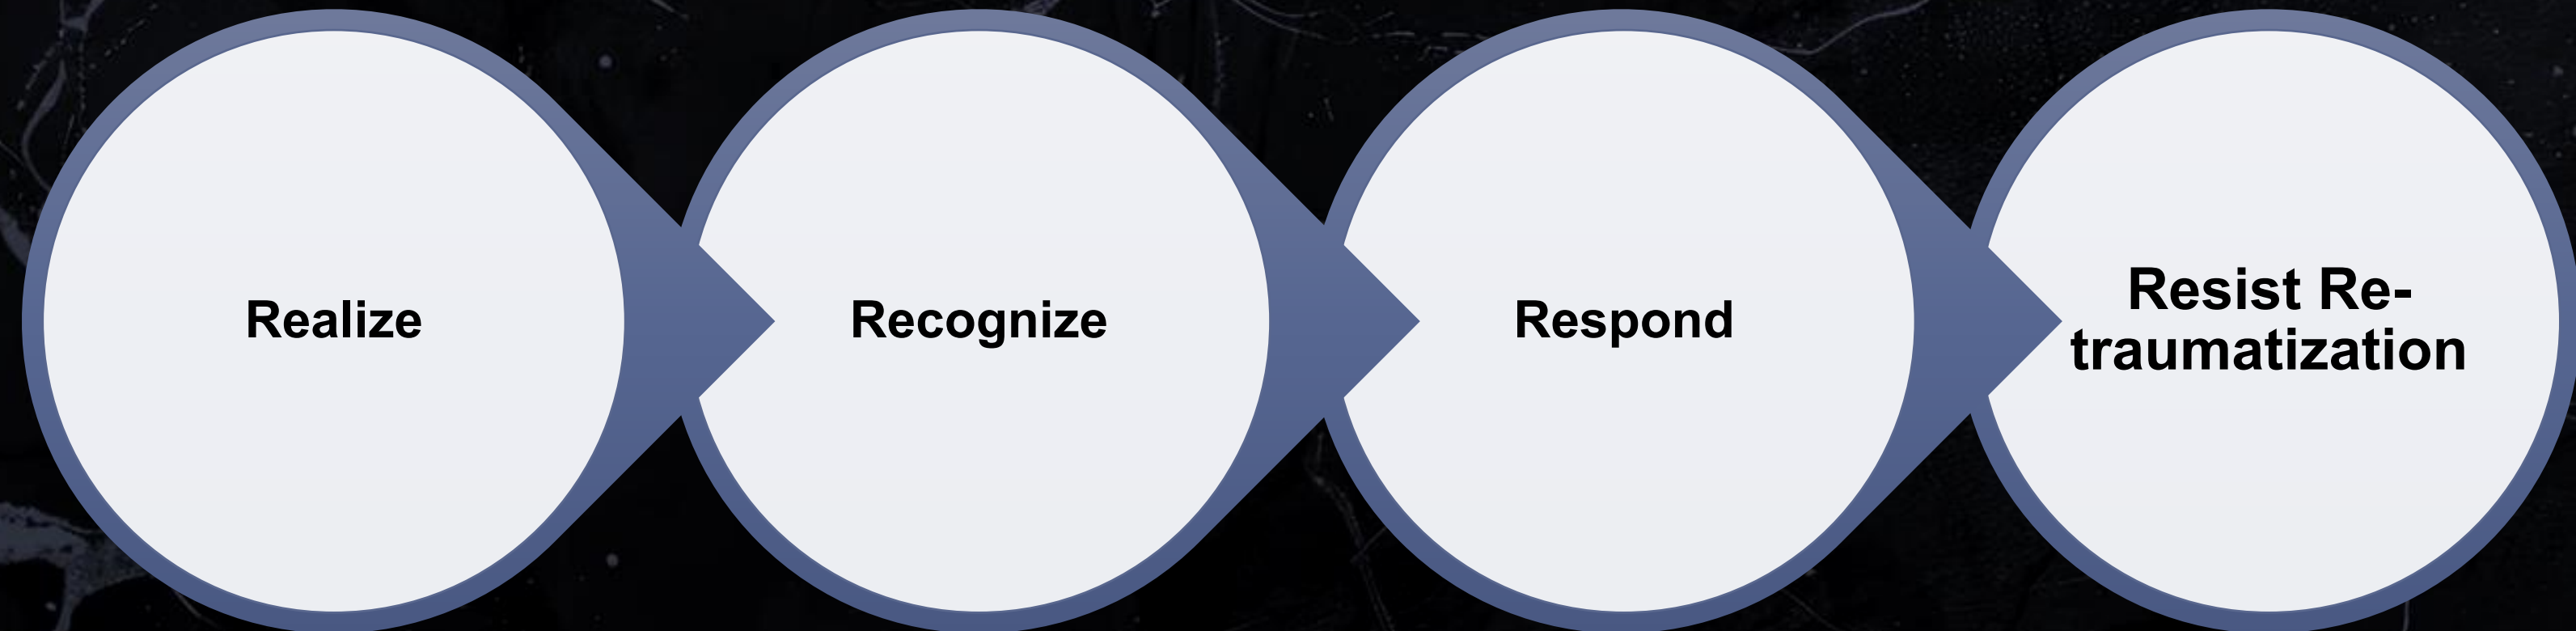 Realize
Recognize
Respond
Resist Re-
traumatization